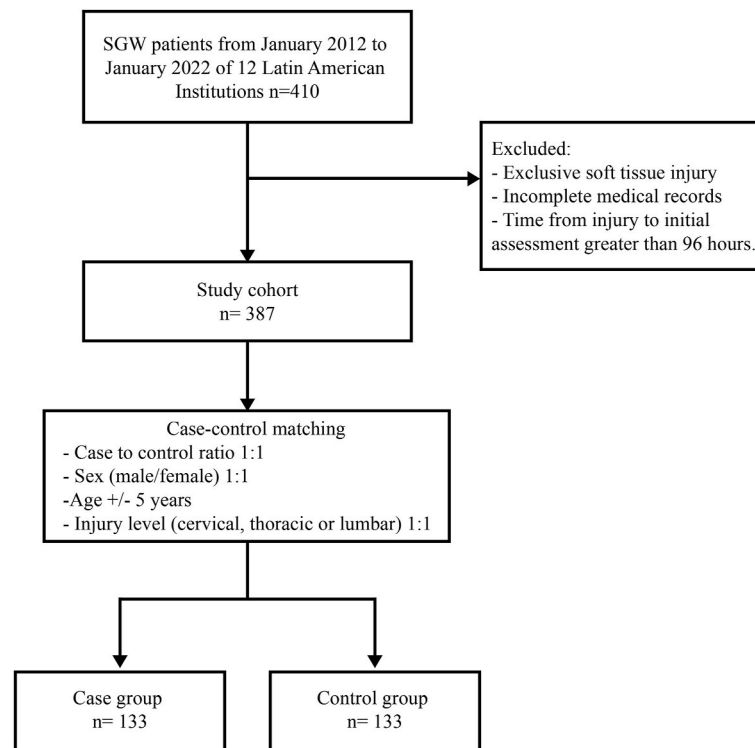 SGW patients from January 2012 to
January 2022 of 12 Latin American
Institutions n=410
Excluded:
- Exclusive soft tissue injury
- Incomplete medical records
- Time from injury to initial
assessment greater than 96 hours.
Study cohort
n= 387
Case-control matching
- Case to control ratio 1:1
- Sex (male/female) 1:1
-Age +/- 5 years
- Injury level (cervical, thoracic or lumbar) 1:1
Case group
n= 133
Control group
n= 133